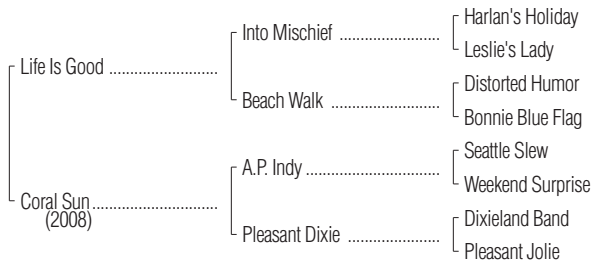 Harlan's Holiday
Into Mischief ....................
Leslie's Lady
Life Is Good ......................
Distorted Humor
Beach Walk ......................
Bonnie Blue Flag
Seattle Slew
A.P. Indy ...........................
Weekend Surprise
Coral Sun .........................
(2008)
Dixieland Band
Pleasant Dixie ..................
Pleasant Jolie